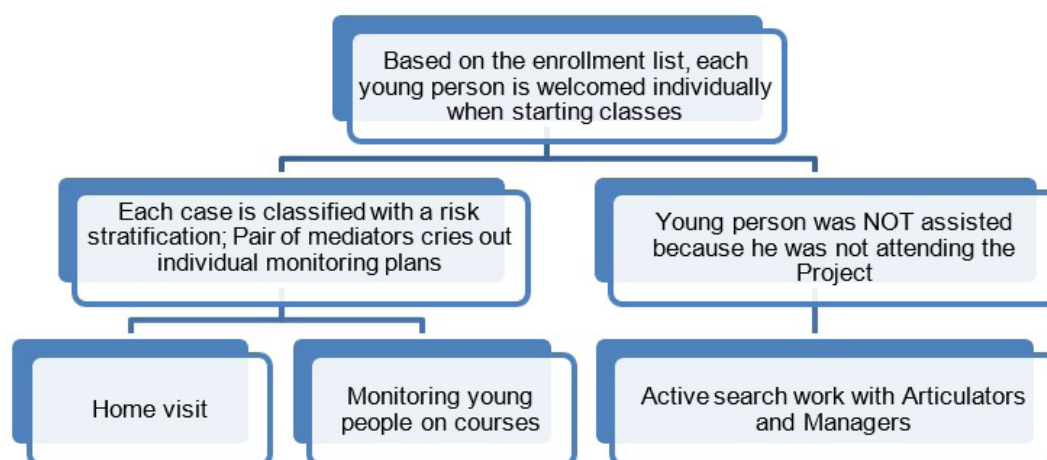 Based on the enrollment list, each
young person is welcomed individually
when starting classes
Each case is classified with a risk
stratification; Pair of mediators cries out
individual monitoring plans
Young person was NOT assisted
because he was not attending the
Project
Home visit
Monitoring young
people on courses
Active search work with Articulators
and Managers